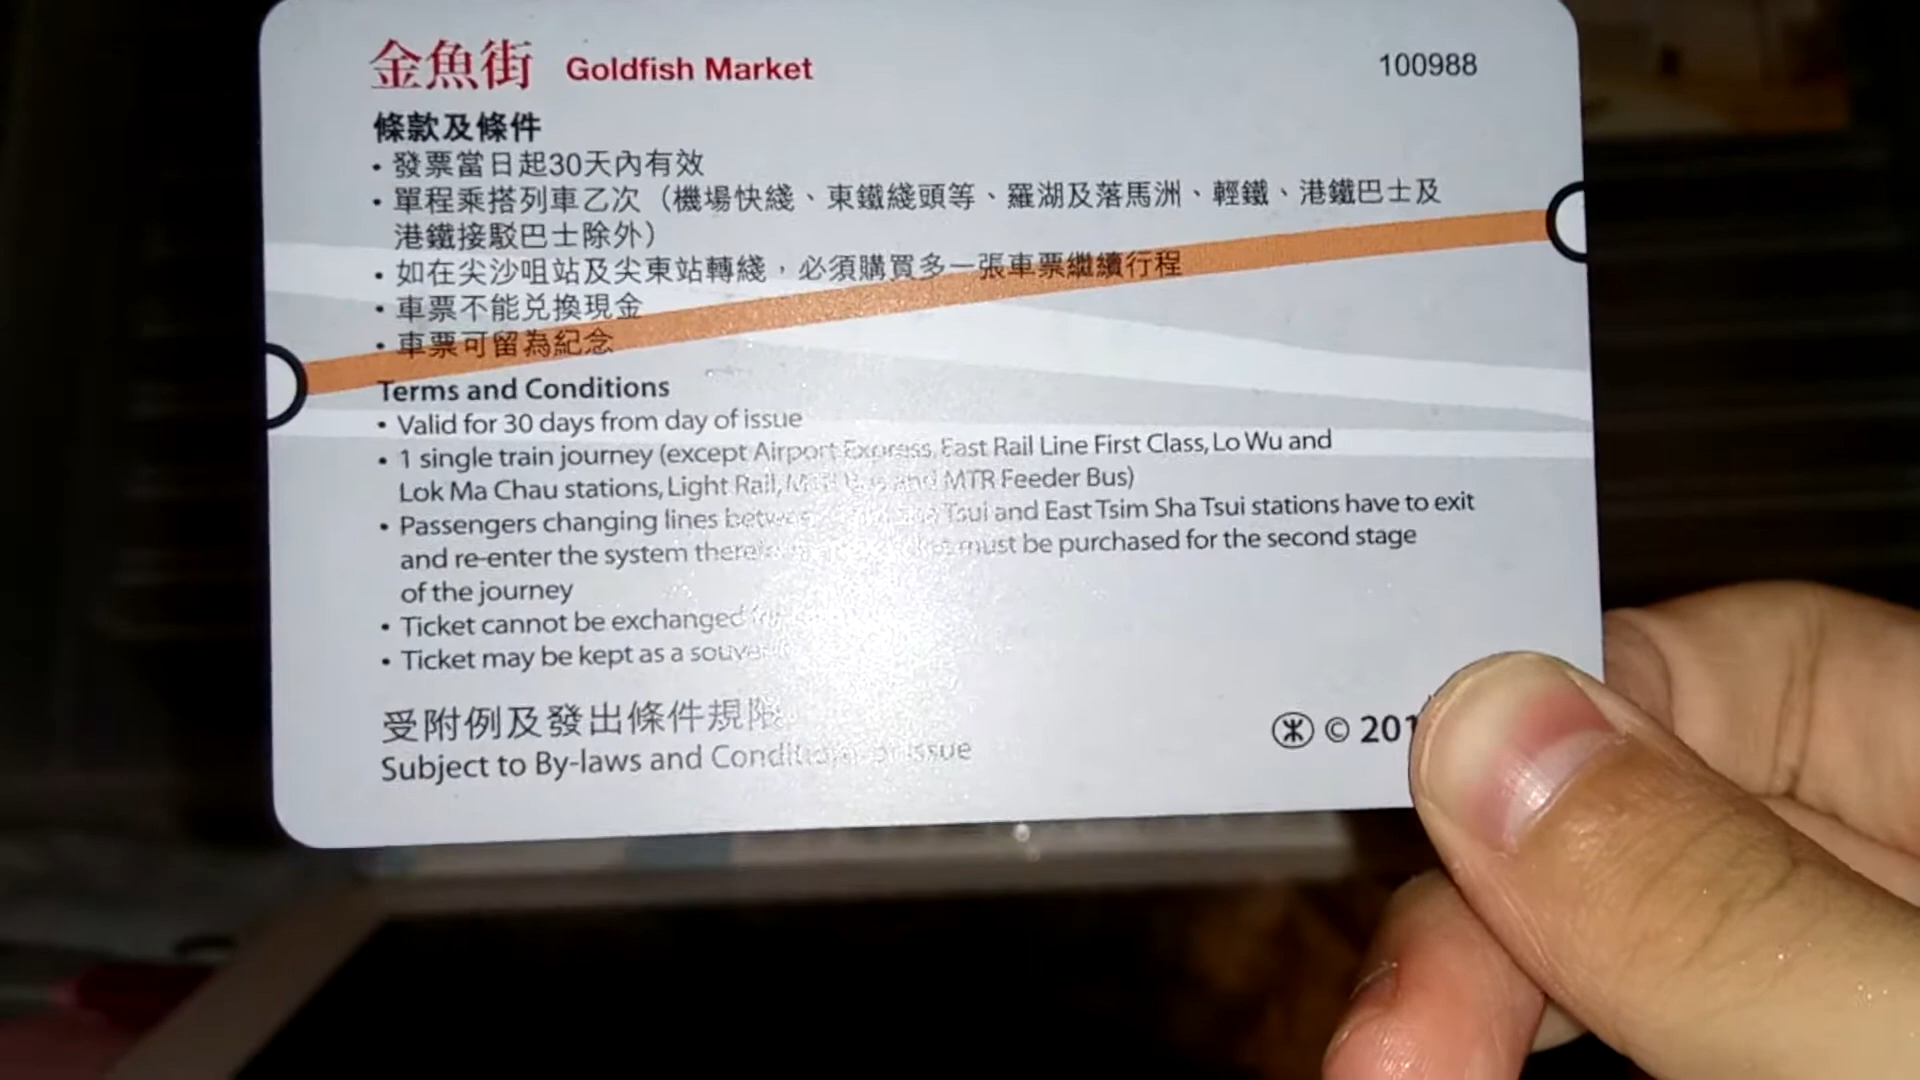 金魚街 Goldfish Market 100988
條款及條件
• 發票當日起30天內有效
• 單程乘搭列車乙次（機場快綫、東鐵綫頭等、羅湖及落馬洲、輕鐵、港鐵巴士及
港鐵接駁巴士除外）
• 如在尖沙咀站及尖東站轉綫，必須購買多一張車票繼續行程
• 車票不能兌換現金
• 車票可留為紀念
Terms and Conditions
• Valid for 30 days from day of issue
• 1 single train journey (except Airport Express, East Rail Line First Class, Lo Wu and
Lok Ma Chau stations, Light Rail, MTR Bus and MTR Feeder Bus)
• Passengers changing lines Tsui and East Tsim Sha Tsui stations have to exit
and re-enter the system must be purchased for the second stage
of the journey
• Ticket cannot be exchanged
• Ticket may be kept as a
受附例及發出條件規限
Subject to By-laws and Conditions of Issue
© 201